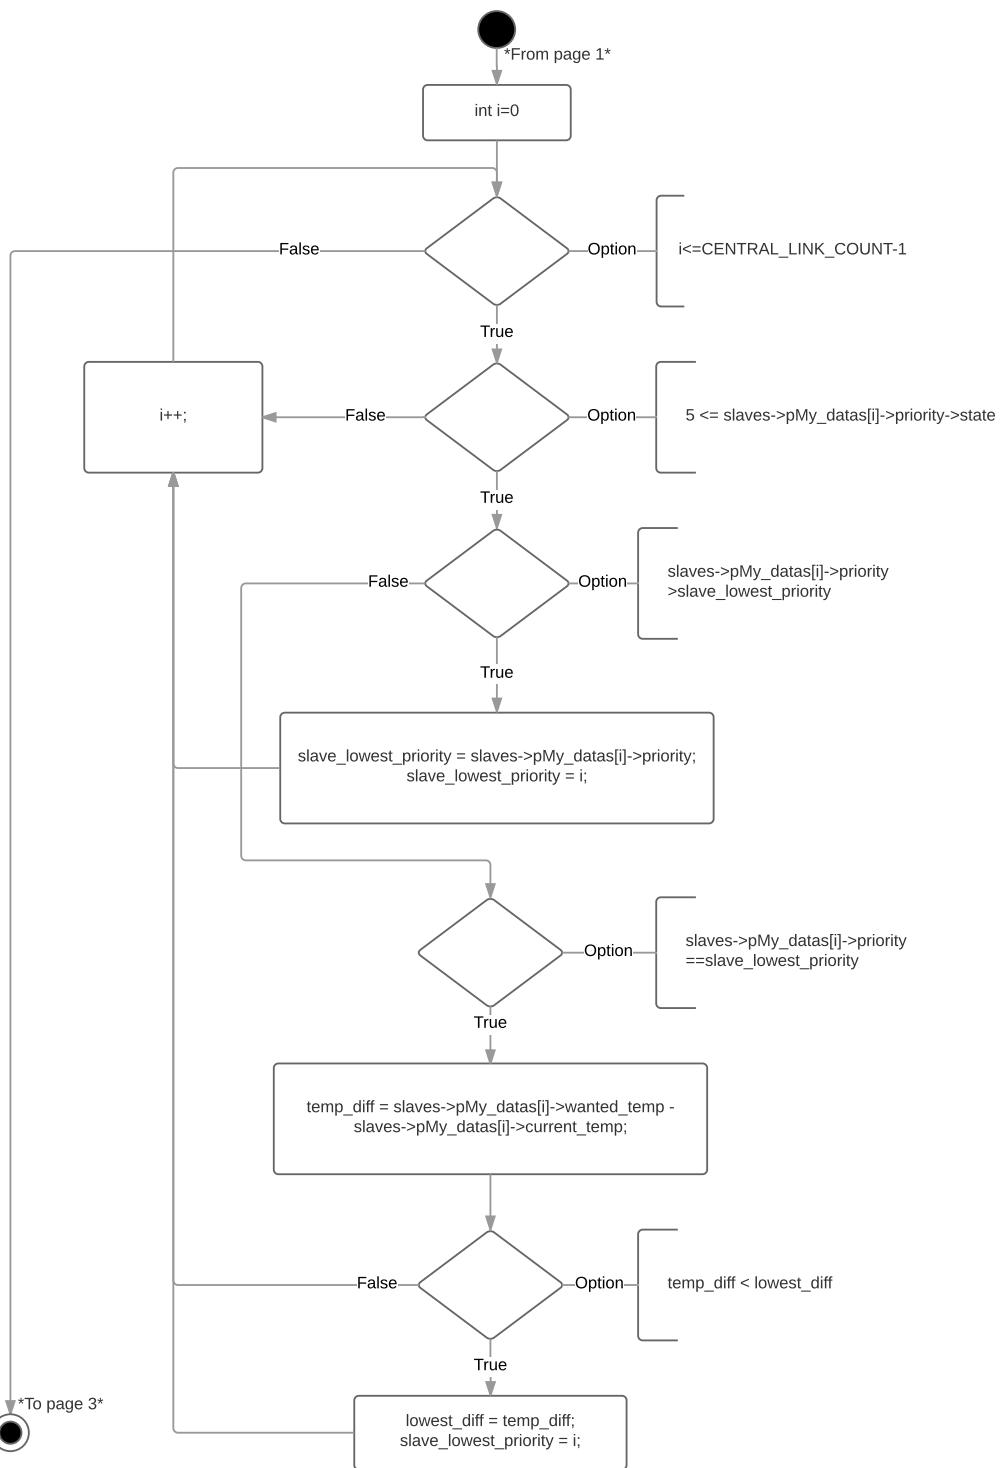 *From page 1*
int i=0
False
Option
i<=CENTRAL_LINK_COUNT-1
True
i++;
False
Option
5 <= slaves->pMy_datas[i]->priority->state
True
False
Option
slaves->pMy_datas[i]->priority
>slave_lowest_priority
True
slave_lowest_priority = slaves->pMy_datas[i]->priority;
slave_lowest_priority = i;
Option
slaves->pMy_datas[i]->priority
==slave_lowest_priority
True
temp_diff = slaves->pMy_datas[i]->wanted_temp -
slaves->pMy_datas[i]->current_temp;
False
Option
temp_diff < lowest_diff
True
*To page 3*
lowest_diff = temp_diff;
slave_lowest_priority = i;